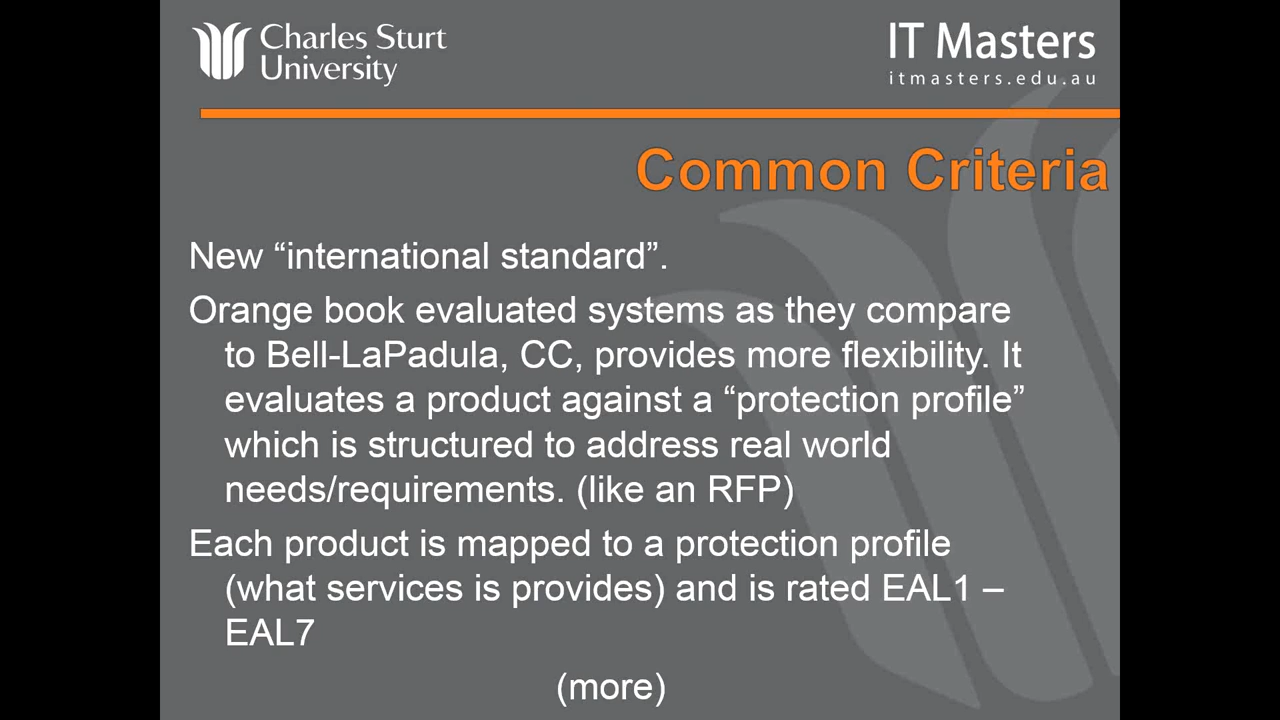 Charles Sturt
University
IT Masters
itmasters.edu.au
Common Criteria
New “international standard”.
Orange book evaluated systems as they compare
to Bell-LaPadula, CC, provides more flexibility. It
evaluates a product against a “protection profile”
which is structured to address real world
needs/requirements. (like an RFP)
Each product is mapped to a protection profile
(what services is provides) and is rated EAL1 –
EAL7
(more)